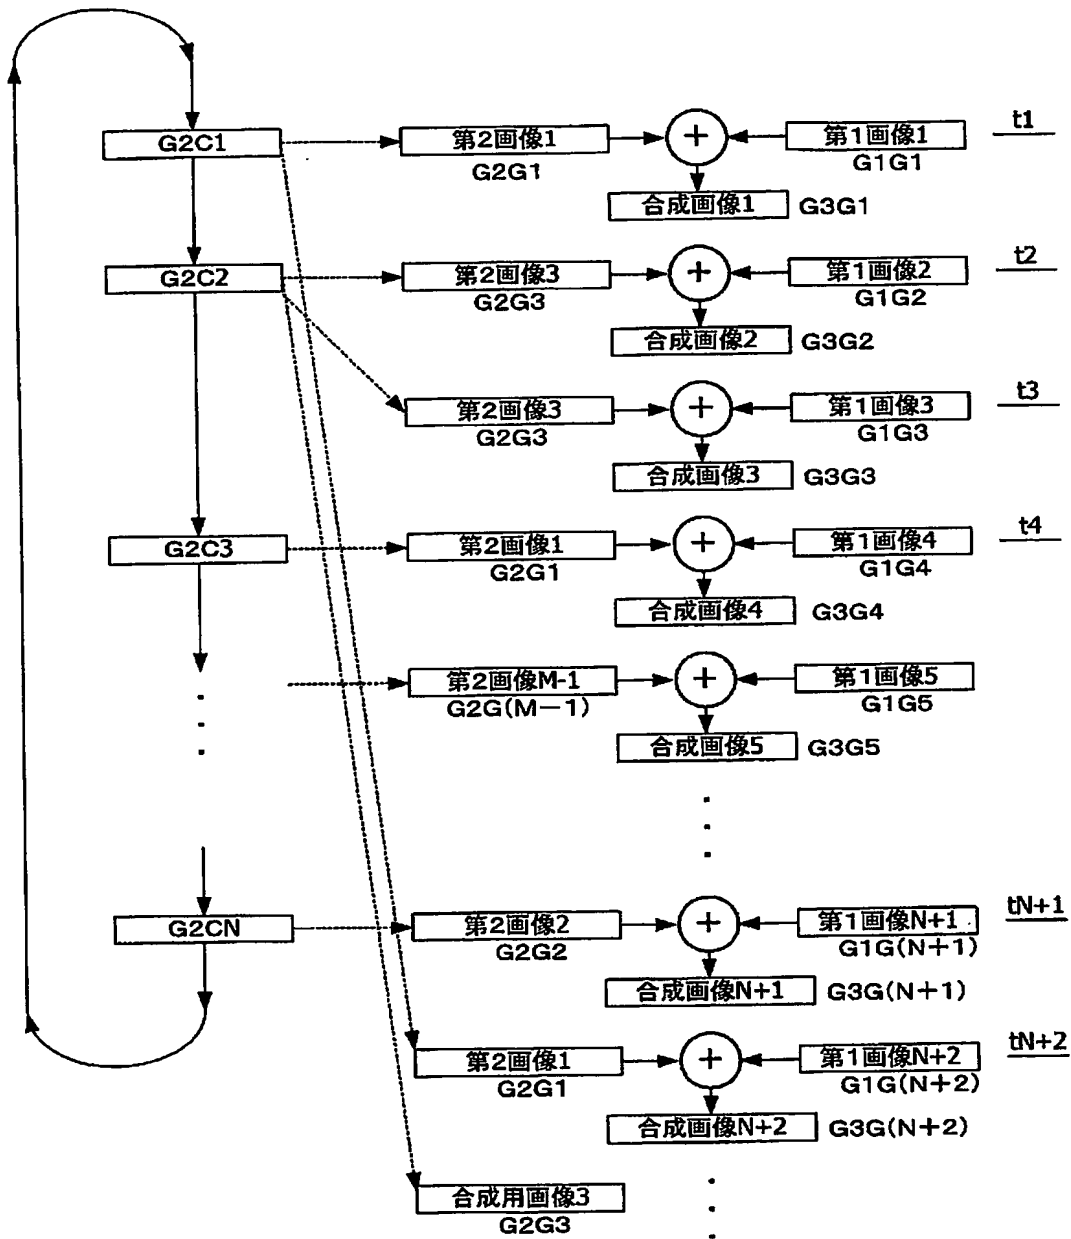 t1
G2C1 第2画像1 + 第1画像1
G2G1 G1G1
合成画像1 G3G1
t2
G2C2 第2画像3 + 第1画像2
G2G3 G1G2
合成画像2 G3G2
t3
第2画像3 + 第1画像3
G2G3 G1G3
合成画像3 G3G3
t4
G2C3 第2画像1 + 第1画像4
G2G1 G1G4
合成画像4 G3G4
第2画像M-1 + 第1画像5
G2G(M-1) G1G5
合成画像5 G3G5
tN+1
G2CN 第2画像2 + 第1画像N+1
G2G2 G1G(N+1)
合成画像N+1 G3G(N+1)
tN+2
第2画像1 + 第1画像N+2
G2G1 G1G(N+2)
合成画像N+2 G3G(N+2)
合成用画像3
G2G3